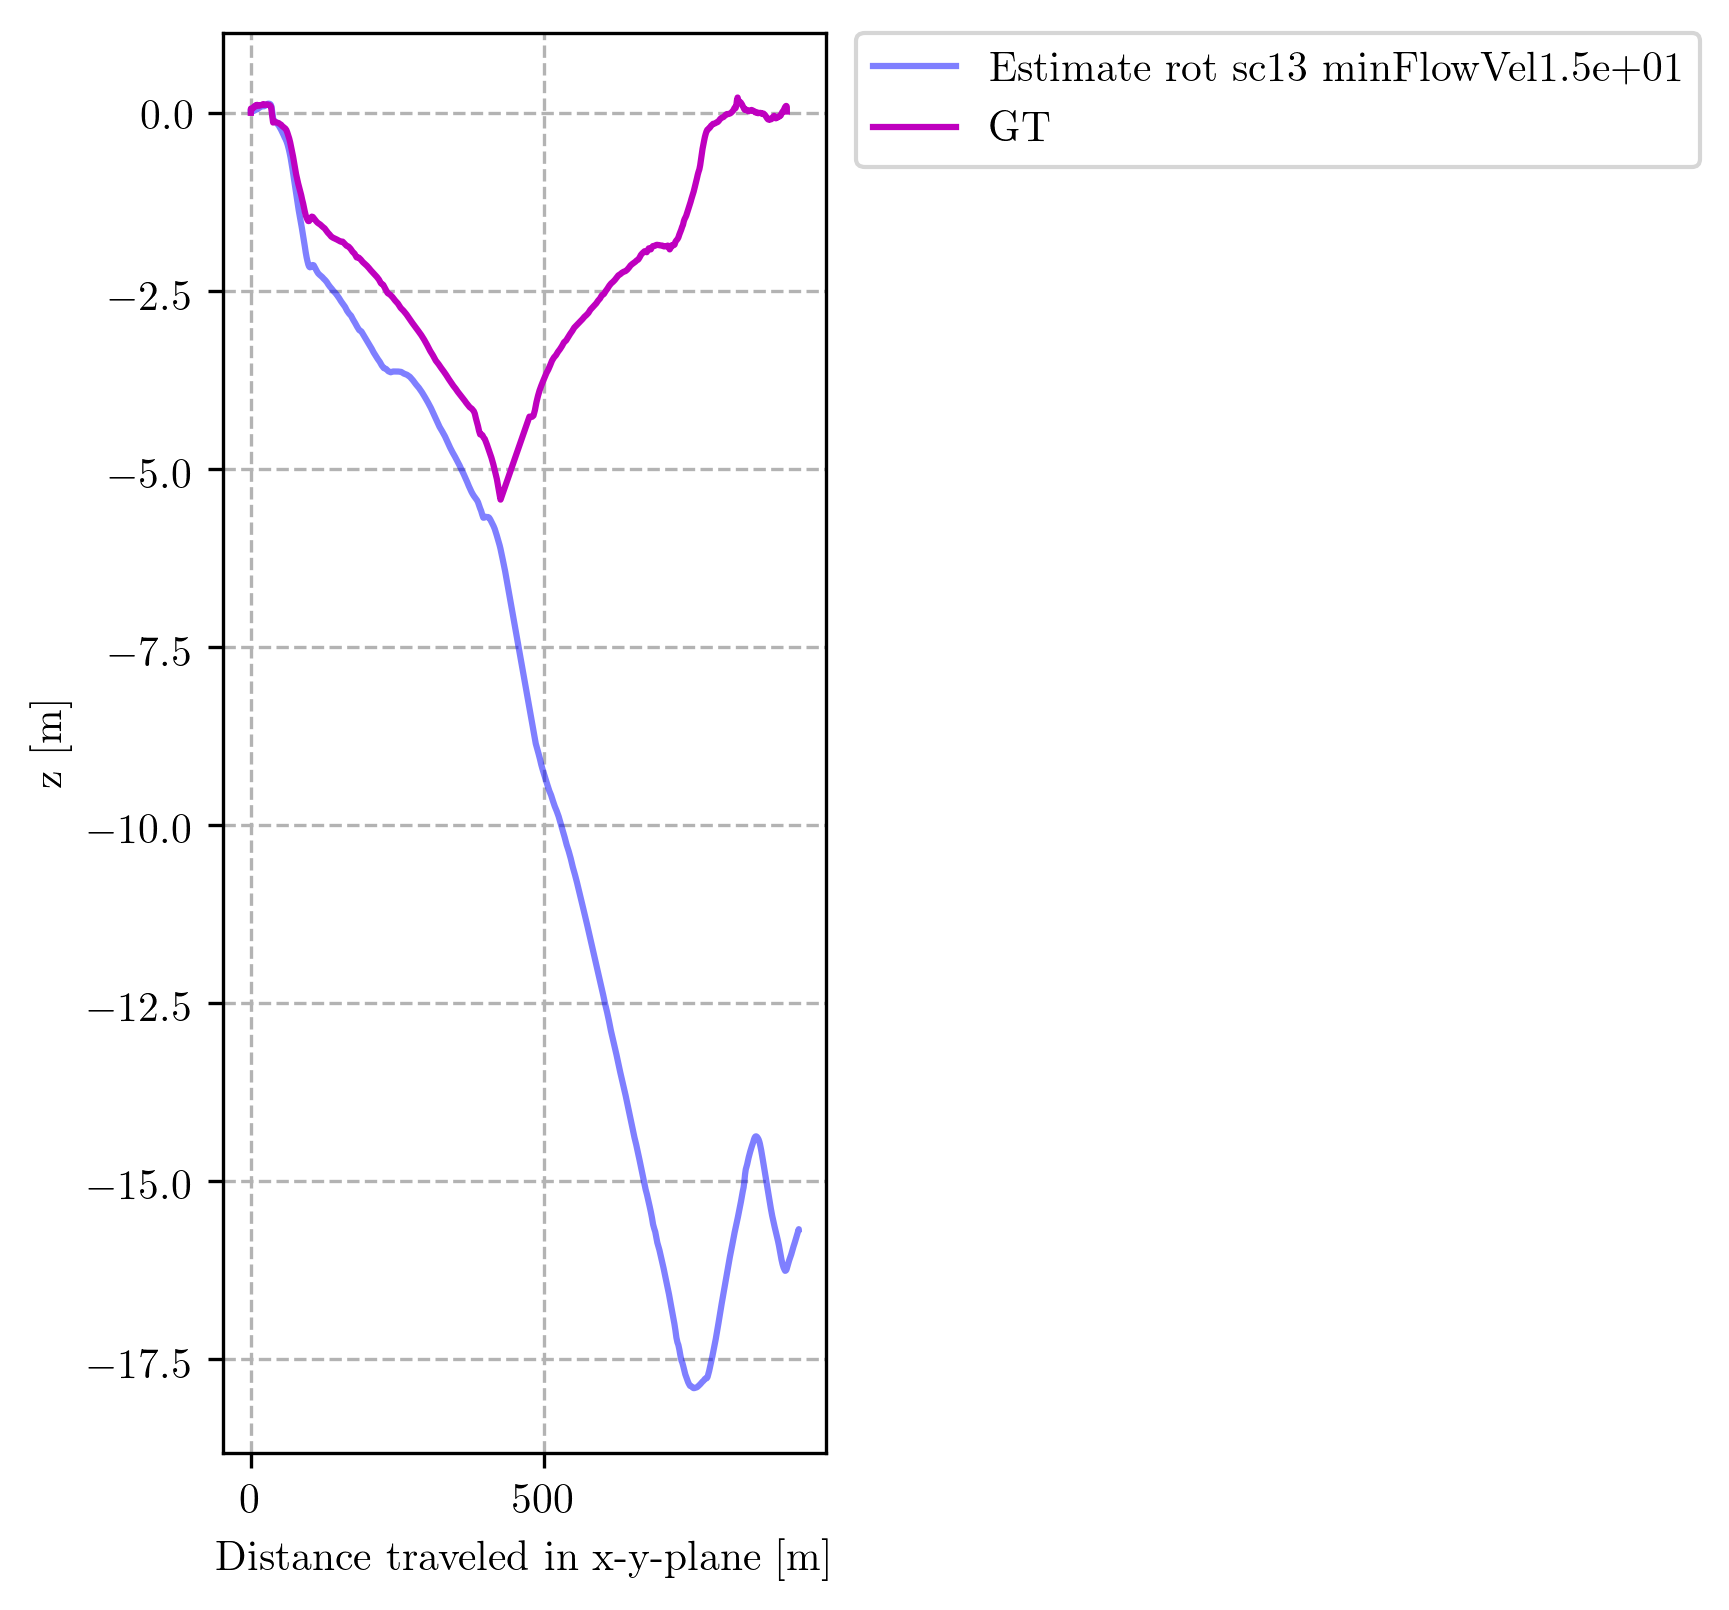 Estimate rot sc13 minFlowVel1.5e+01
GT
0.0
−2.5
−5.0
−7.5
−10.0
−12.5
−15.0
−17.5
z [m]
0 500
Distance traveled in x-y-plane [m]